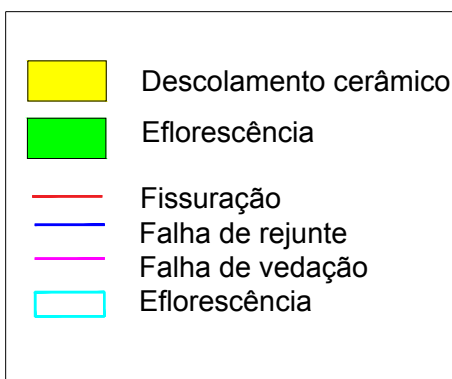 Descolamento cerâmico
Eflorescência
Fissuração
Falha de rejunte
Falha de vedação
Eflorescência